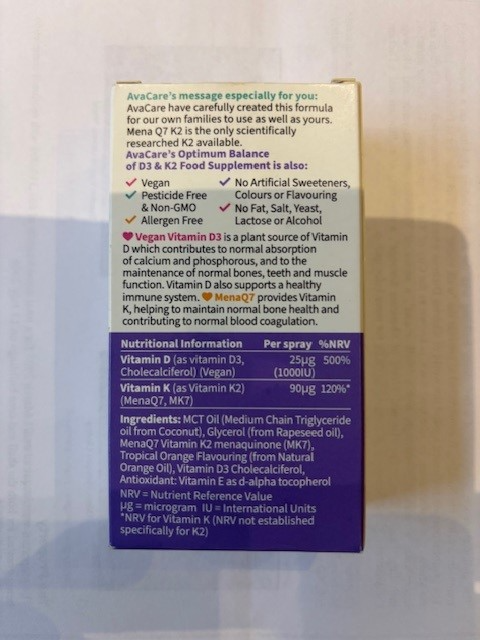 AvaCare's message especially for you:
AvaCare have carefully created this formula
for our own families to use as well as yours.
Mena Q7 K2 is the only scientifically
researched K2 available.
AvaCare's Optimum Balance
of D3 & K2 Food Supplement is also:
✓ Vegan
✓ Pesticide Free
& Non-GMO
✓ Allergen Free
✓ No Artificial Sweeteners,
Colours or Flavouring
✓ No Fat, Salt, Yeast,
Lactose or Alcohol
♥ Vegan Vitamin D3 is a plant source of Vitamin
D which contributes to normal absorption
of calcium and phosphorous, and to the
maintenance of normal bones, teeth and muscle
function. Vitamin D also supports a healthy
immune system. ♥ MenaQ7 provides Vitamin
K, helping to maintain normal bone health and
contributing to normal blood coagulation.
Nutritional Information Per spray %NRV
Vitamin D (as vitamin D3, 25µg 500%
Cholecalciferol) (Vegan) (1000IU)
Vitamin K (as Vitamin K2) 90µg 120%*
(MenaQ7, MK7)
Ingredients: MCT Oil (Medium Chain Triglyceride
oil from Coconut), Glycerol (from Rapeseed oil),
MenaQ7 Vitamin K2 menaquinone (MK7),
Tropical Orange Flavouring (from Natural
Orange Oil), Vitamin D3 Cholecalciferol,
Antioxidant: Vitamin E as d-alpha tocopherol
NRV = Nutrient Reference Value
µg = microgram IU = International Units
*NRV for Vitamin K (NRV not established
specifically for K2)